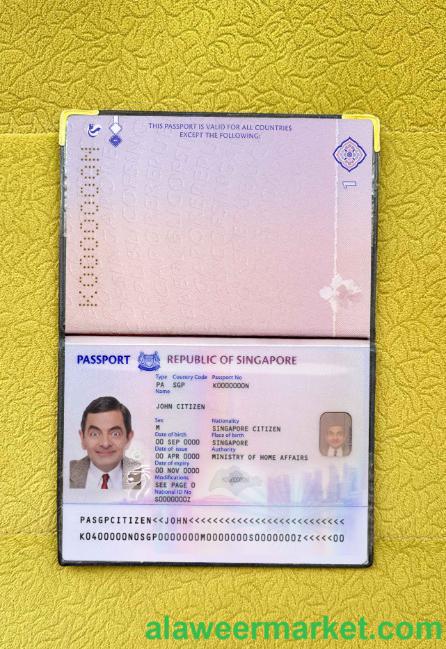 THIS PASSPORT IS VALID FOR ALL COUNTRIES
EXCEPT THE FOLLOWING:
K0000000N
1
PASSPORT REPUBLIC OF SINGAPORE
Type Country Code Passport No
PA SGP K0000000N
Name
JOHN CITIZEN
Sex Nationality
M SINGAPORE CITIZEN
Date of birth Place of birth
00 SEP 0000 SINGAPORE
Date of issue Authority
00 APR 0000 MINISTRY OF HOME AFFAIRS
Date of expiry
00 NOV 0000
Modifications
SEE PAGE 0
National ID No
S0000000Z
PASGPCITIZEN<<JOHN<<<<<<<<<<<<<<<<<<<<<<<<<<
K0400000N0SGP0000000M0000000S0000000Z<<<<<00
alaweermarket.com